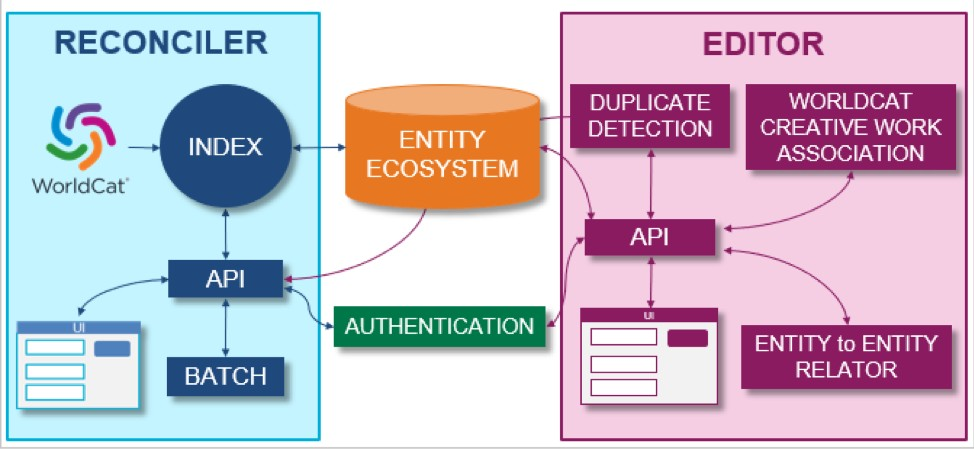 RECONCILER
WorldCat®
INDEX
API
UI
BATCH
ENTITY
ECOSYSTEM
AUTHENTICATION
EDITOR
DUPLICATE
DETECTION
WORLDCAT
CREATIVE WORK
ASSOCIATION
API
UI
ENTITY to ENTITY
RELATOR